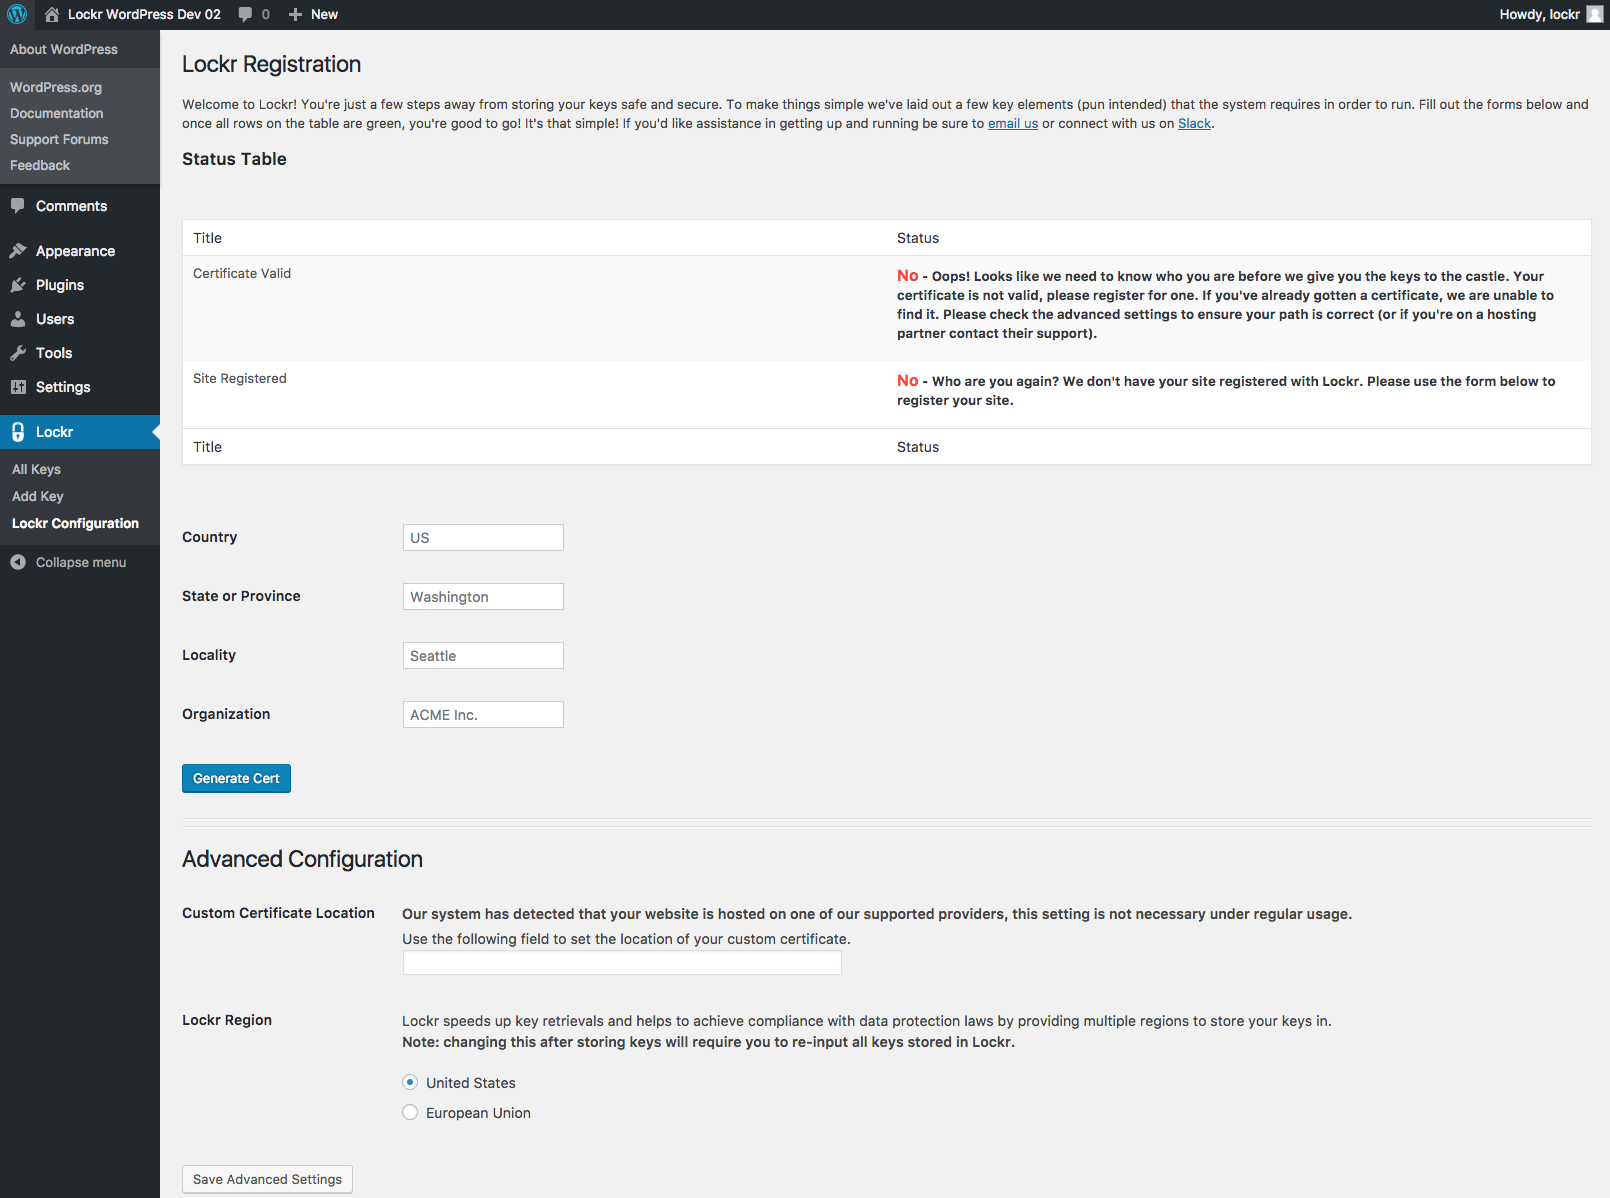 Lockr WordPress Dev 02
0
New
Howdy, lockr
About WordPress
WordPress.org
Documentation
Support Forums
Feedback
Comments
Appearance
Plugins
Users
Tools
Settings
Lockr
All Keys
Add Key
Lockr Configuration
Collapse menu
Lockr Registration
Welcome to Lockr! You're just a few steps away from storing your keys safe and secure. To make things simple we've laid out a few key elements (pun intended) that the system requires in order to run. Fill out the forms below and
once all rows on the table are green, you're good to go! It's that simple! If you'd like assistance in getting up and running be sure to email us or connect with us on Slack.
Status Table
Title
Status
Certificate Valid
No - Oops! Looks like we need to know who you are before we give you the keys to the castle. Your
certificate is not valid, please register for one. If you've already gotten a certificate, we are unable to
find it. Please check the advanced settings to ensure your path is correct (or if you're on a hosting
partner contact their support).
Site Registered
No - Who are you again? We don't have your site registered with Lockr. Please use the form below to
register your site.
Title
Status
Country
US
State or Province
Washington
Locality
Seattle
Organization
ACME Inc.
Generate Cert
Advanced Configuration
Custom Certificate Location
Our system has detected that your website is hosted on one of our supported providers, this setting is not necessary under regular usage.
Use the following field to set the location of your custom certificate.
Lockr Region
Lockr speeds up key retrievals and helps to achieve compliance with data protection laws by providing multiple regions to store your keys in.
Note: changing this after storing keys will require you to re-input all keys stored in Lockr.
United States
European Union
Save Advanced Settings